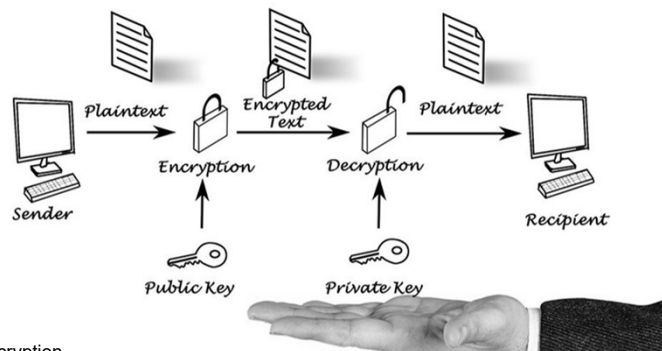 Plaintext
Encrypted
Text
Plaintext
Encryption
Decryption
Sender
Recipient
Public Key
Private Key